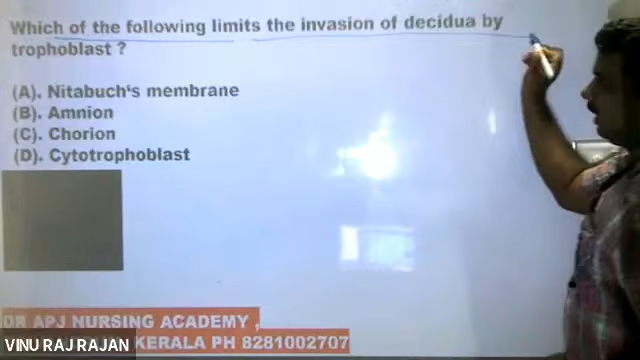 Which of the following limits the invasion of decidua by
trophoblast ?
(A). Nitabuch's membrane
(B). Amnion
(C). Chorion
(D). Cytotrophoblast
DR APJ NURSING ACADEMY ,
VINU RAJ RAJAN KERALA PH 8281002707